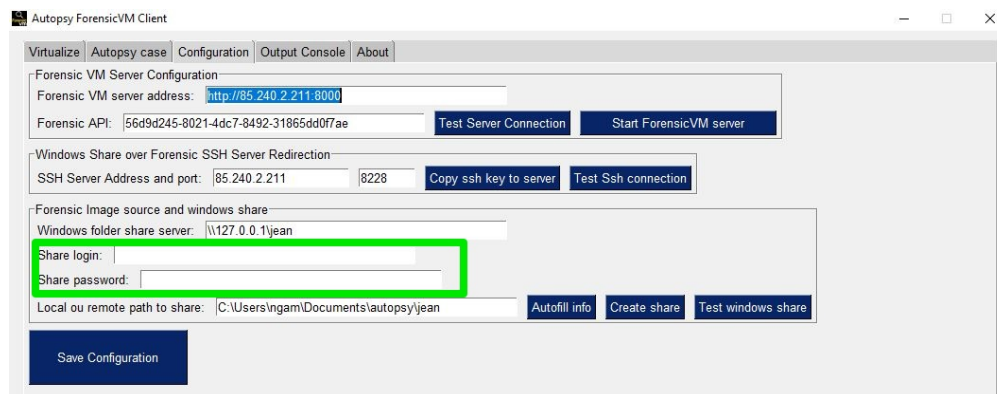 Autopsy ForensicVM Client
Virtualize Autopsy case Configuration Output Console About
Forensic VM Server Configuration
Forensic VM server address: http://85.240.2.211:8000
Forensic API: 56d9d245-8021-4dc7-8492-31865dd0f7ae Test Server Connection Start ForensicVM server
Windows Share over Forensic SSH Server Redirection
SSH Server Address and port: 85.240.2.211 8228 Copy ssh key to server Test Ssh connection
Forensic Image source and windows share
Windows folder share server: \\127.0.0.1\jean
Share login:
Share password:
Local ou remote path to share: C:\Users\ngam\Documents\autopsy\jean Autofill info Create share Test windows share
Save Configuration